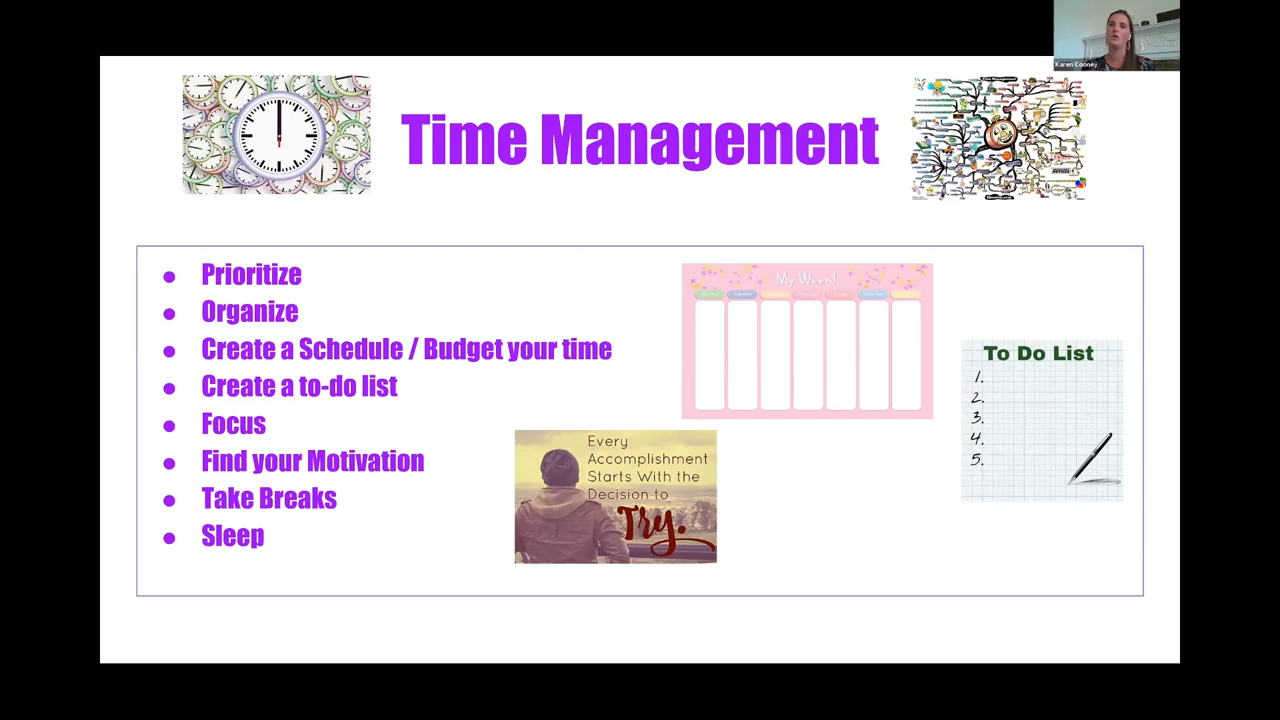 Karen Cooney
Time Management
Prioritize
Organize
Create a Schedule / Budget your time
Create a to-do list
Focus
Find your Motivation
Take Breaks
Sleep
My Week!
To Do List
1.
2.
3.
4.
5.
Every
Accomplishment
Starts With the
Decision to
Try.